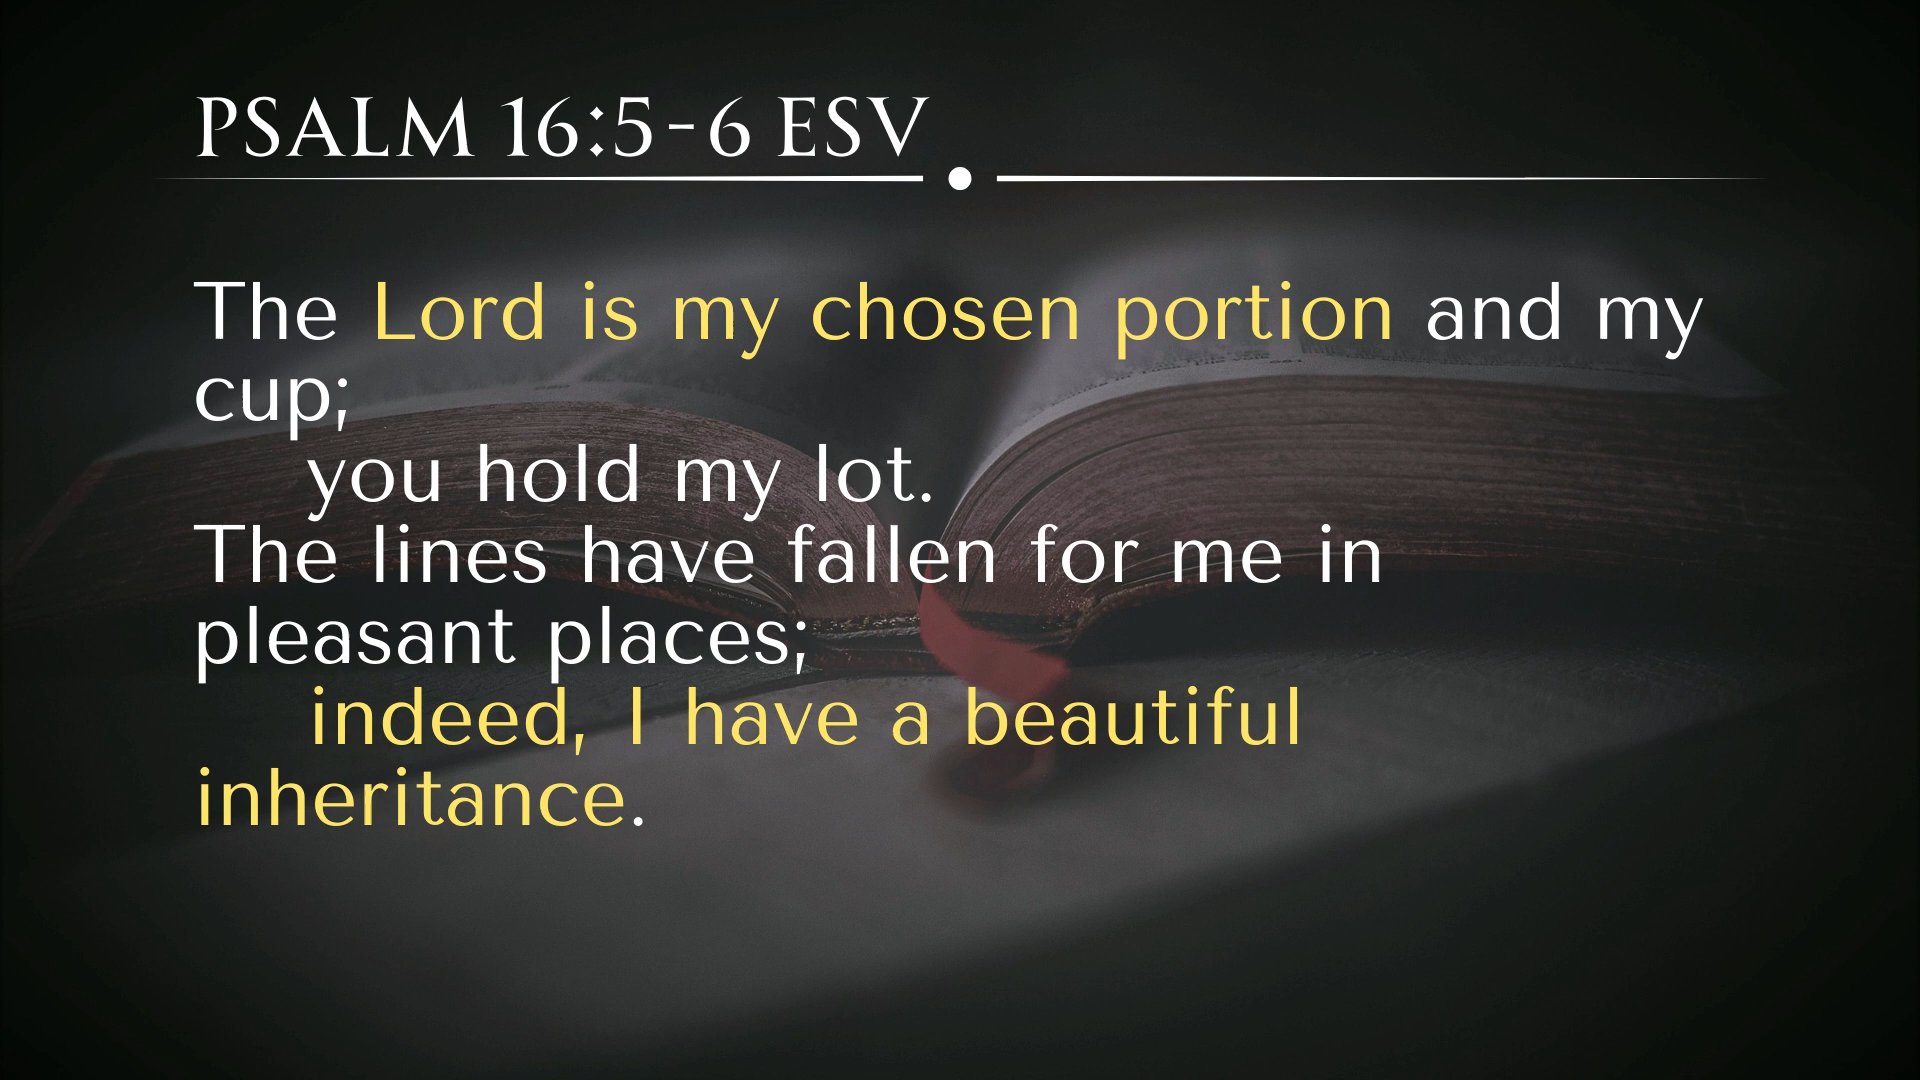 PSALM 16:5-6 ESV
The Lord is my chosen portion and my
cup;
you hold my lot.
The lines have fallen for me in
pleasant places;
indeed, I have a beautiful
inheritance.